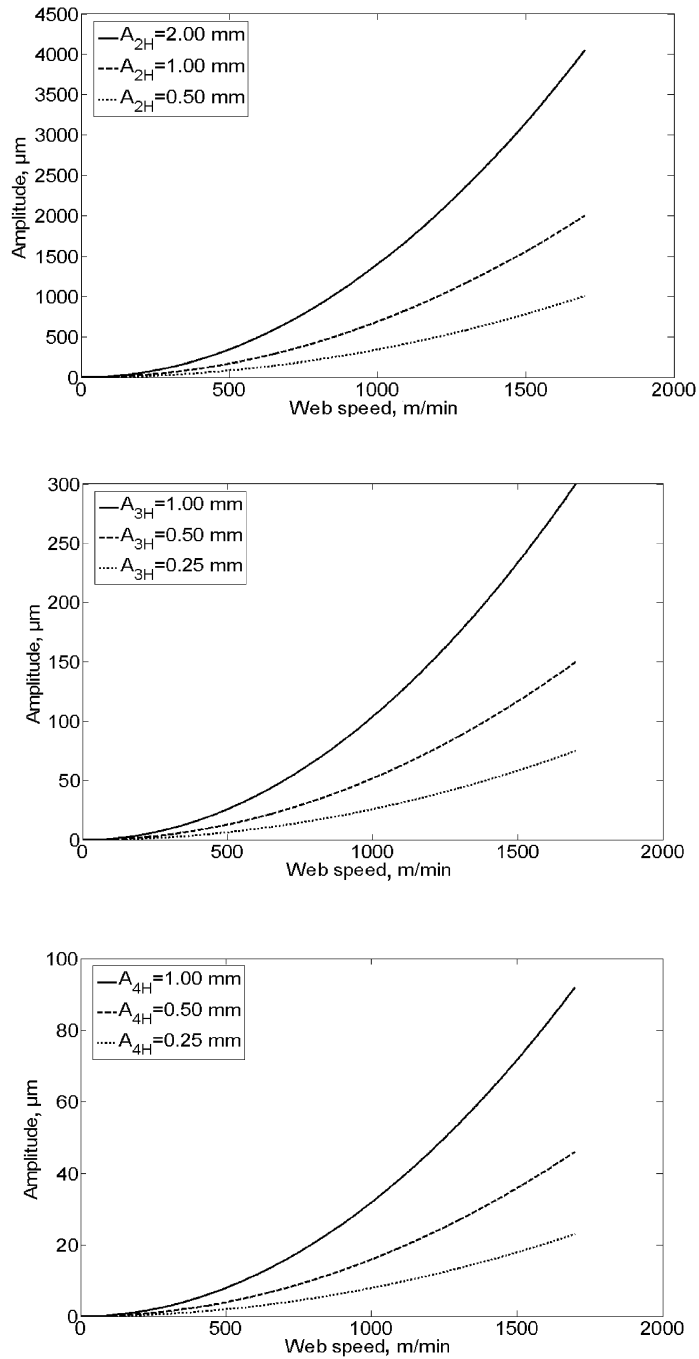 4500
4000
3500
3000
2500
2000
1500
1000
500
0
Amplitude, µm
A2H=2.00 mm
A2H=1.00 mm
A2H=0.50 mm
0 500 1000 1500 2000
Web speed, m/min
300
250
200
150
100
50
0
Amplitude, µm
A3H=1.00 mm
A3H=0.50 mm
A3H=0.25 mm
0 500 1000 1500 2000
Web speed, m/min
100
80
60
40
20
0
Amplitude, µm
A4H=1.00 mm
A4H=0.50 mm
A4H=0.25 mm
0 500 1000 1500 2000
Web speed, m/min